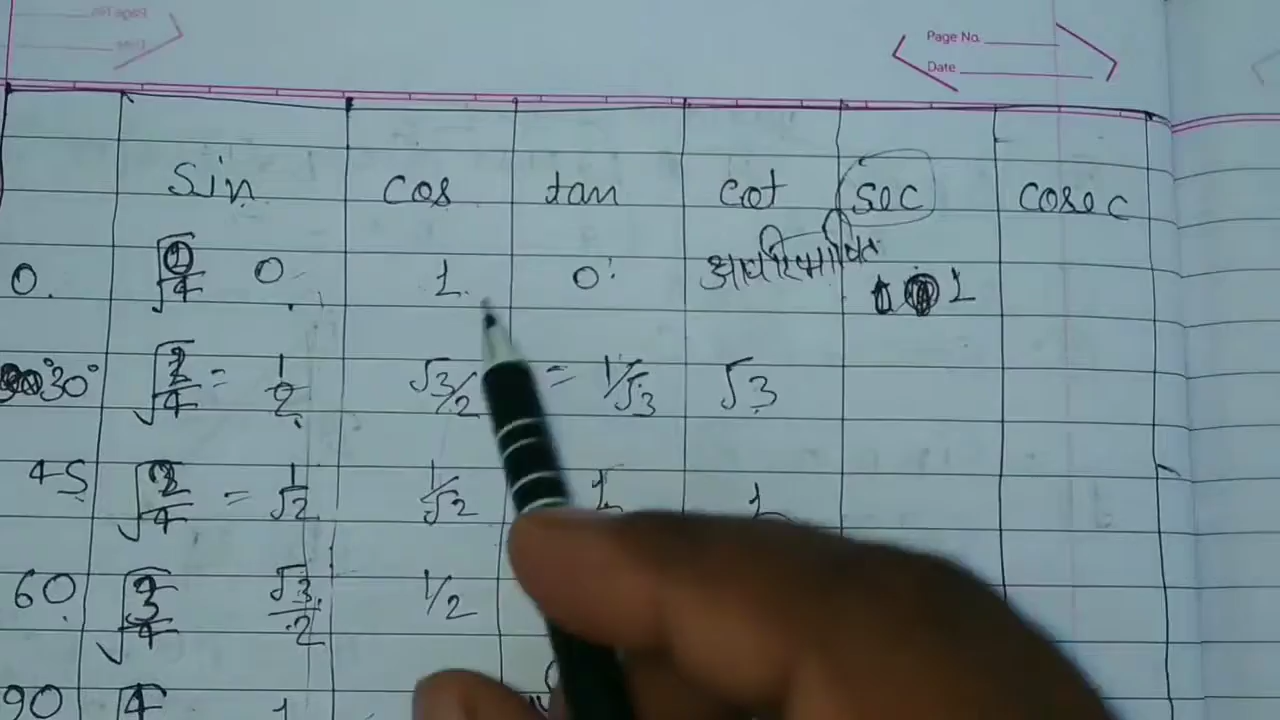 Page No.
Date
Sin cos tan cot sec cosec
0. √0/4 0 1. 0 अपरिभाषित 1
30° √1/4 = 1/2 √3/2 = 1/√3 √3
45 √2/4 = 1/√2 1/√2 1 1
60 √3/4 √3/2 1/2
90 √4 1